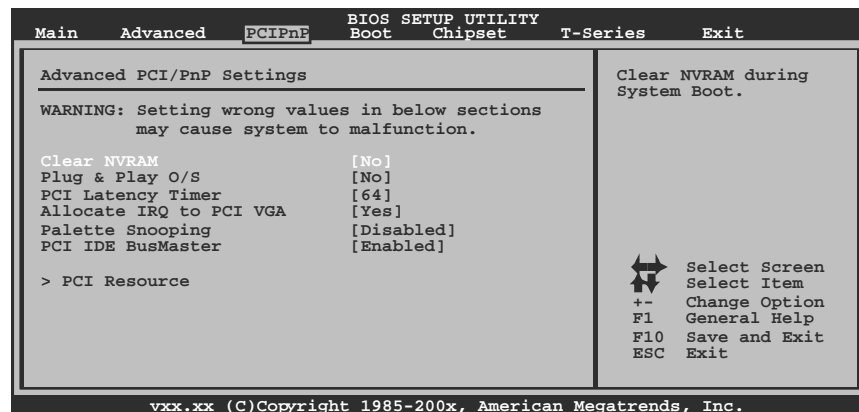 BIOS SETUP UTILITY
Main Advanced PCIPnP Boot Chipset T-Series Exit
Advanced PCI/PnP Settings
WARNING: Setting wrong values in below sections
may cause system to malfunction.
Clear NVRAM [No]
Plug & Play O/S [No]
PCI Latency Timer [64]
Allocate IRQ to PCI VGA [Yes]
Palette Snooping [Disabled]
PCI IDE BusMaster [Enabled]
> PCI Resource
Clear NVRAM during
System Boot.
Select Screen
Select Item
+- Change Option
F1 General Help
F10 Save and Exit
ESC Exit
vxx.xx (C)Copyright 1985-200x, American Megatrends, Inc.